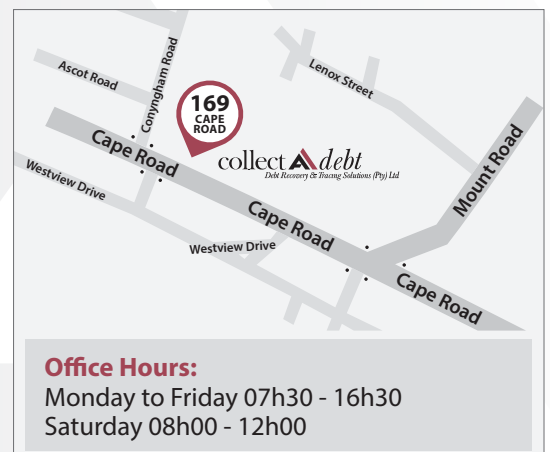 Ascot Road
Conyngham Road
Lenox Street
169
CAPE
ROAD
collect debt
Debt Recovery & Tracing Solutions (Pty) Ltd
Cape Road
Mount Road
Westview Drive
Cape Road
Westview Drive
Cape Road
Office Hours:
Monday to Friday 07h30 - 16h30
Saturday 08h00 - 12h00